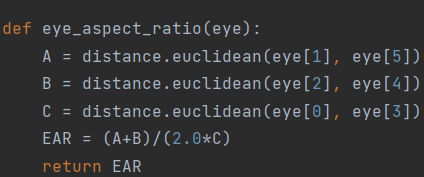 def eye_aspect_ratio(eye):
    A = distance.euclidean(eye[1], eye[5])
    B = distance.euclidean(eye[2], eye[4])
    C = distance.euclidean(eye[0], eye[3])
    EAR = (A+B)/(2.0*C)
    return EAR